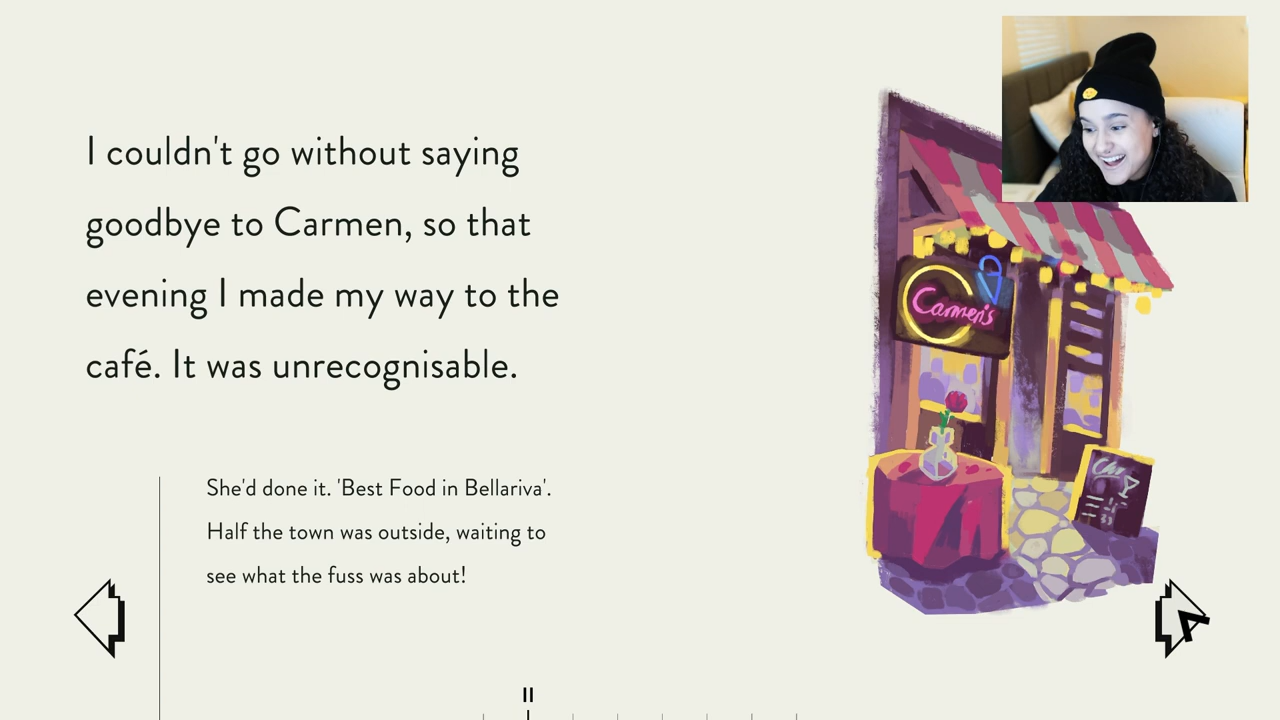 I couldn't go without saying
goodbye to Carmen, so that
evening I made my way to the
café. It was unrecognisable.
She'd done it. 'Best Food in Bellariva'.
Half the town was outside, waiting to
see what the fuss was about!
Carmen's
II